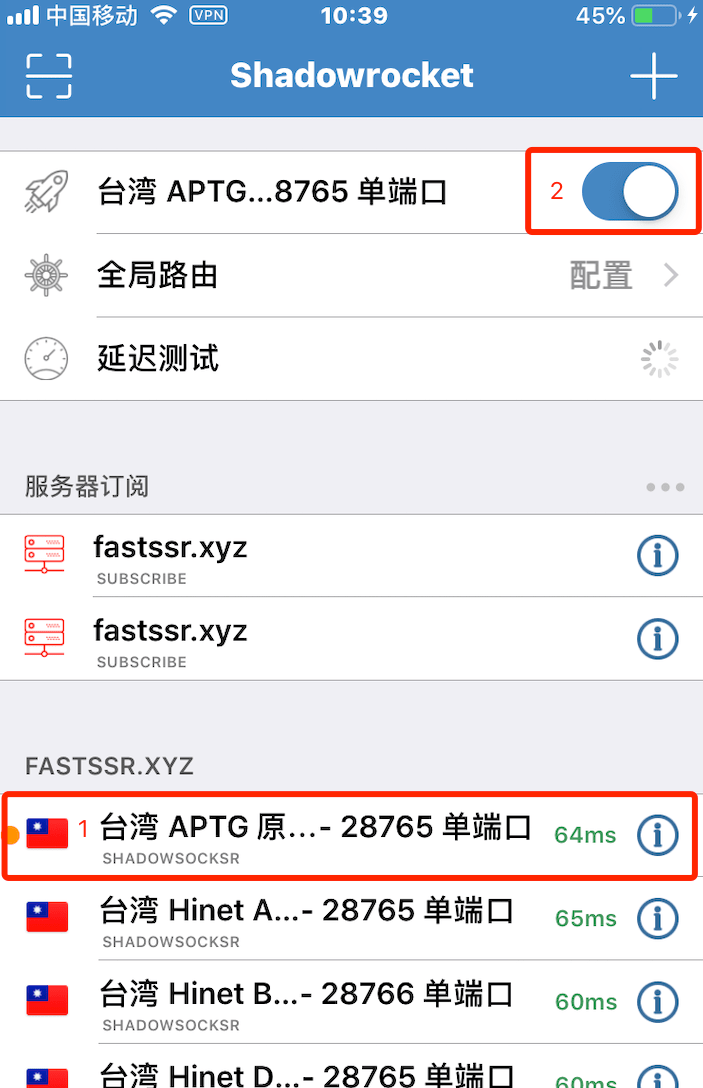 中国移动 VPN 10:39 45%
Shadowrocket
台湾 APTG...8765 单端口 2
全局路由 配置
延迟测试
服务器订阅
fastssr.xyz
SUBSCRIBE
fastssr.xyz
SUBSCRIBE
FASTSSR.XYZ
1 台湾 APTG 原...- 28765 单端口 64ms
SHADOWSOCKSR
台湾 Hinet A...- 28765 单端口 65ms
SHADOWSOCKSR
台湾 Hinet B...- 28766 单端口 60ms
SHADOWSOCKSR
台湾 Hinet D...- 28765 单端口 60ms